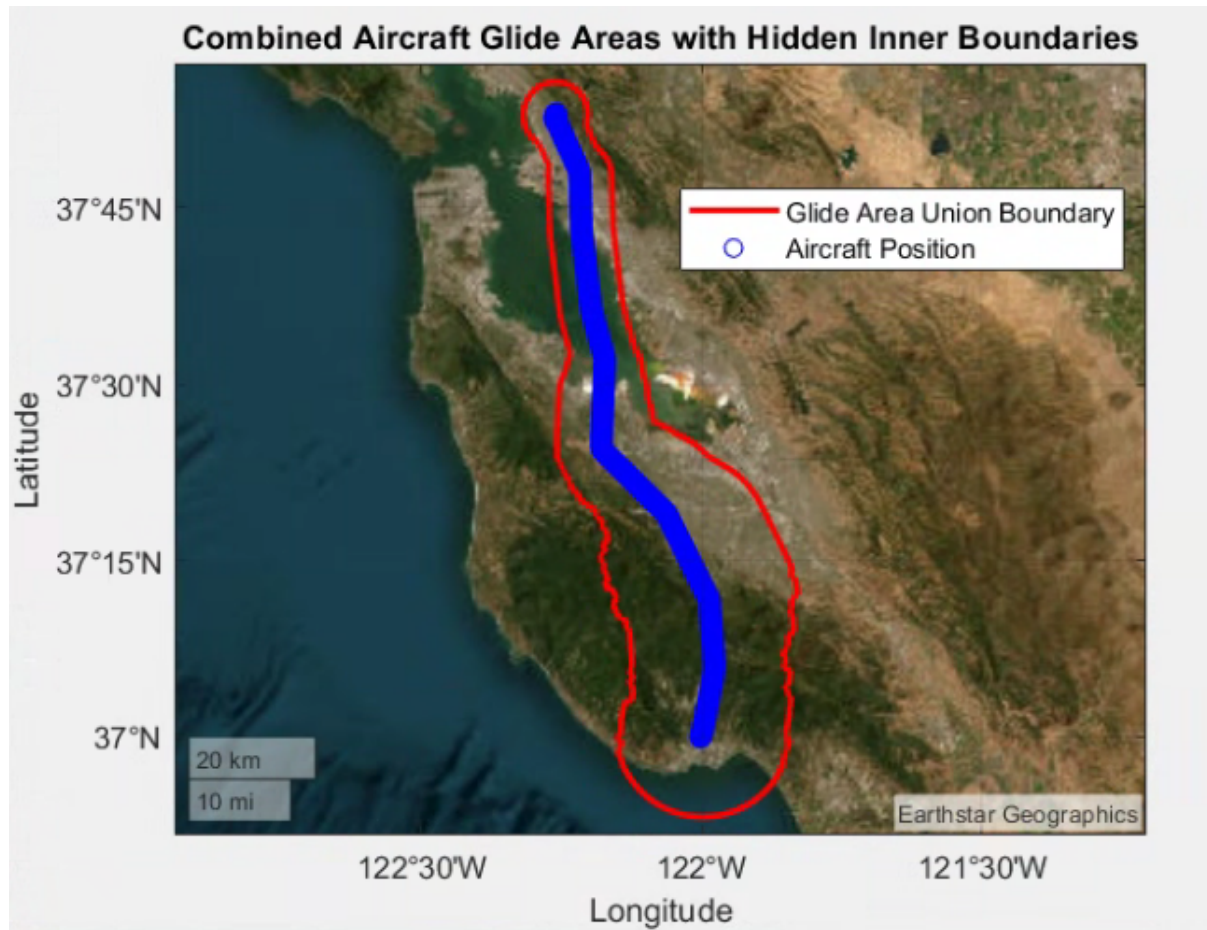 Combined Aircraft Glide Areas with Hidden Inner Boundaries
37°45'N
Glide Area Union Boundary
Aircraft Position
37°30'N
Latitude
37°15'N
37°N
20 km
10 mi
Earthstar Geographics
122°30'W
122°W
121°30'W
Longitude